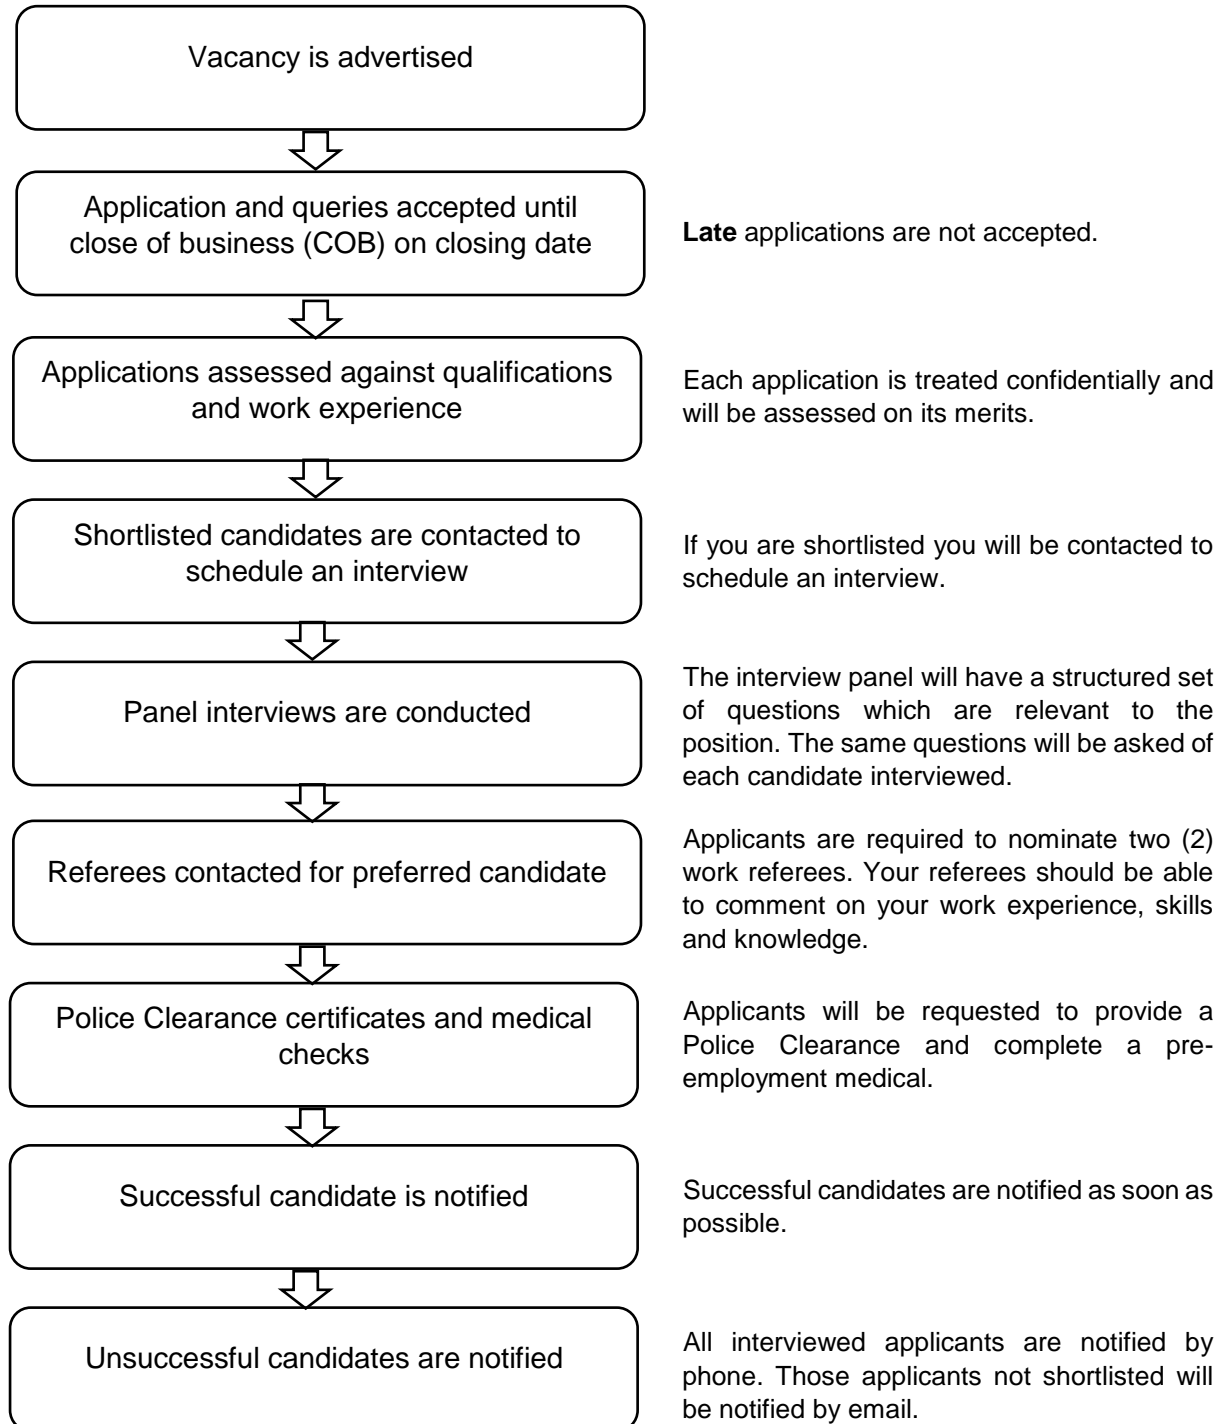 Vacancy is advertised
Application and queries accepted until
close of business (COB) on closing date
Late applications are not accepted.
Applications assessed against qualifications
and work experience
Each application is treated confidentially and
will be assessed on its merits.
Shortlisted candidates are contacted to
schedule an interview
If you are shortlisted you will be contacted to
schedule an interview.
Panel interviews are conducted
The interview panel will have a structured set
of questions which are relevant to the
position. The same questions will be asked of
each candidate interviewed.
Referees contacted for preferred candidate
Applicants are required to nominate two (2)
work referees. Your referees should be able
to comment on your work experience, skills
and knowledge.
Police Clearance certificates and medical
checks
Applicants will be requested to provide a
Police Clearance and complete a pre-
employment medical.
Successful candidate is notified
Successful candidates are notified as soon as
possible.
Unsuccessful candidates are notified
All interviewed applicants are notified by
phone. Those applicants not shortlisted will
be notified by email.